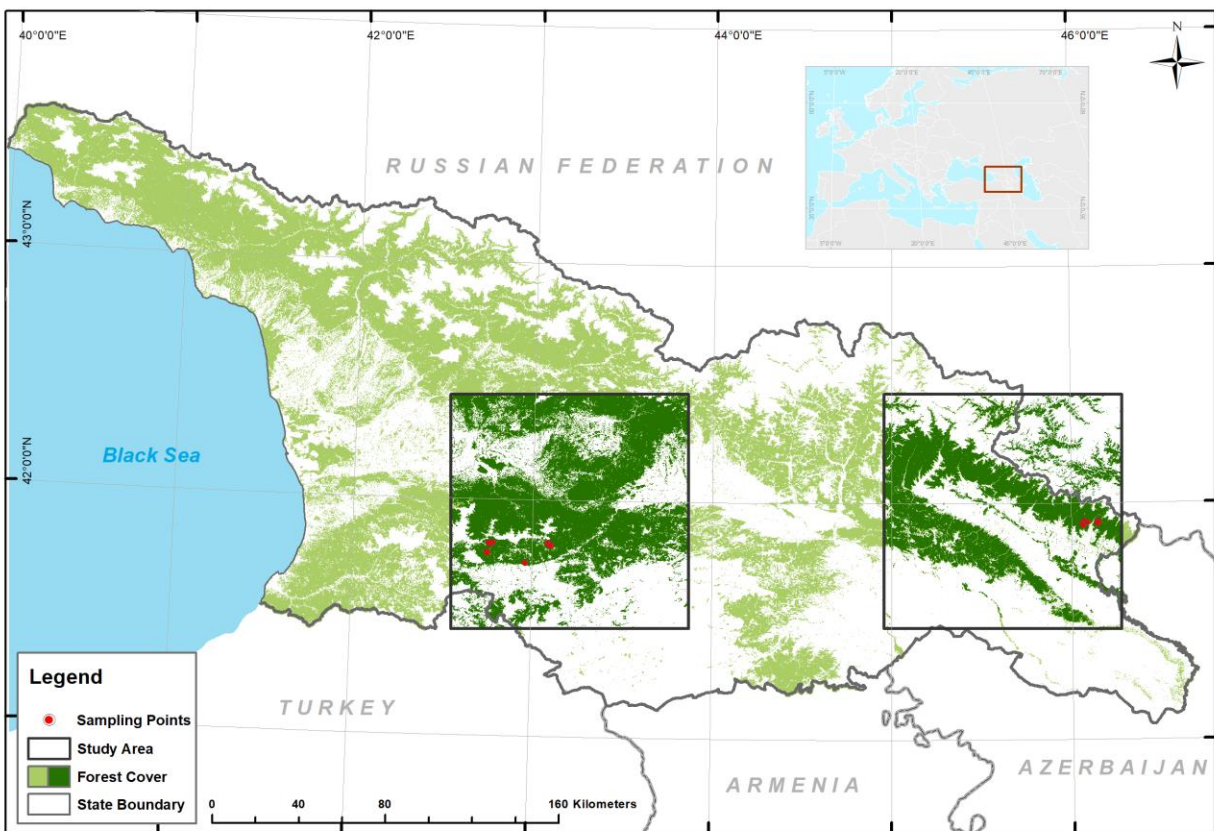 40°0'0"E
42°0'0"E
44°0'0"E
46°0'0"E
N
43°0'0"N
42°0'0"N
RUSSIAN FEDERATION
Black Sea
TURKEY
ARMENIA
AZERBAIJAN
Legend
Sampling Points
Study Area
Forest Cover
State Boundary
0 40 80 160 Kilometers